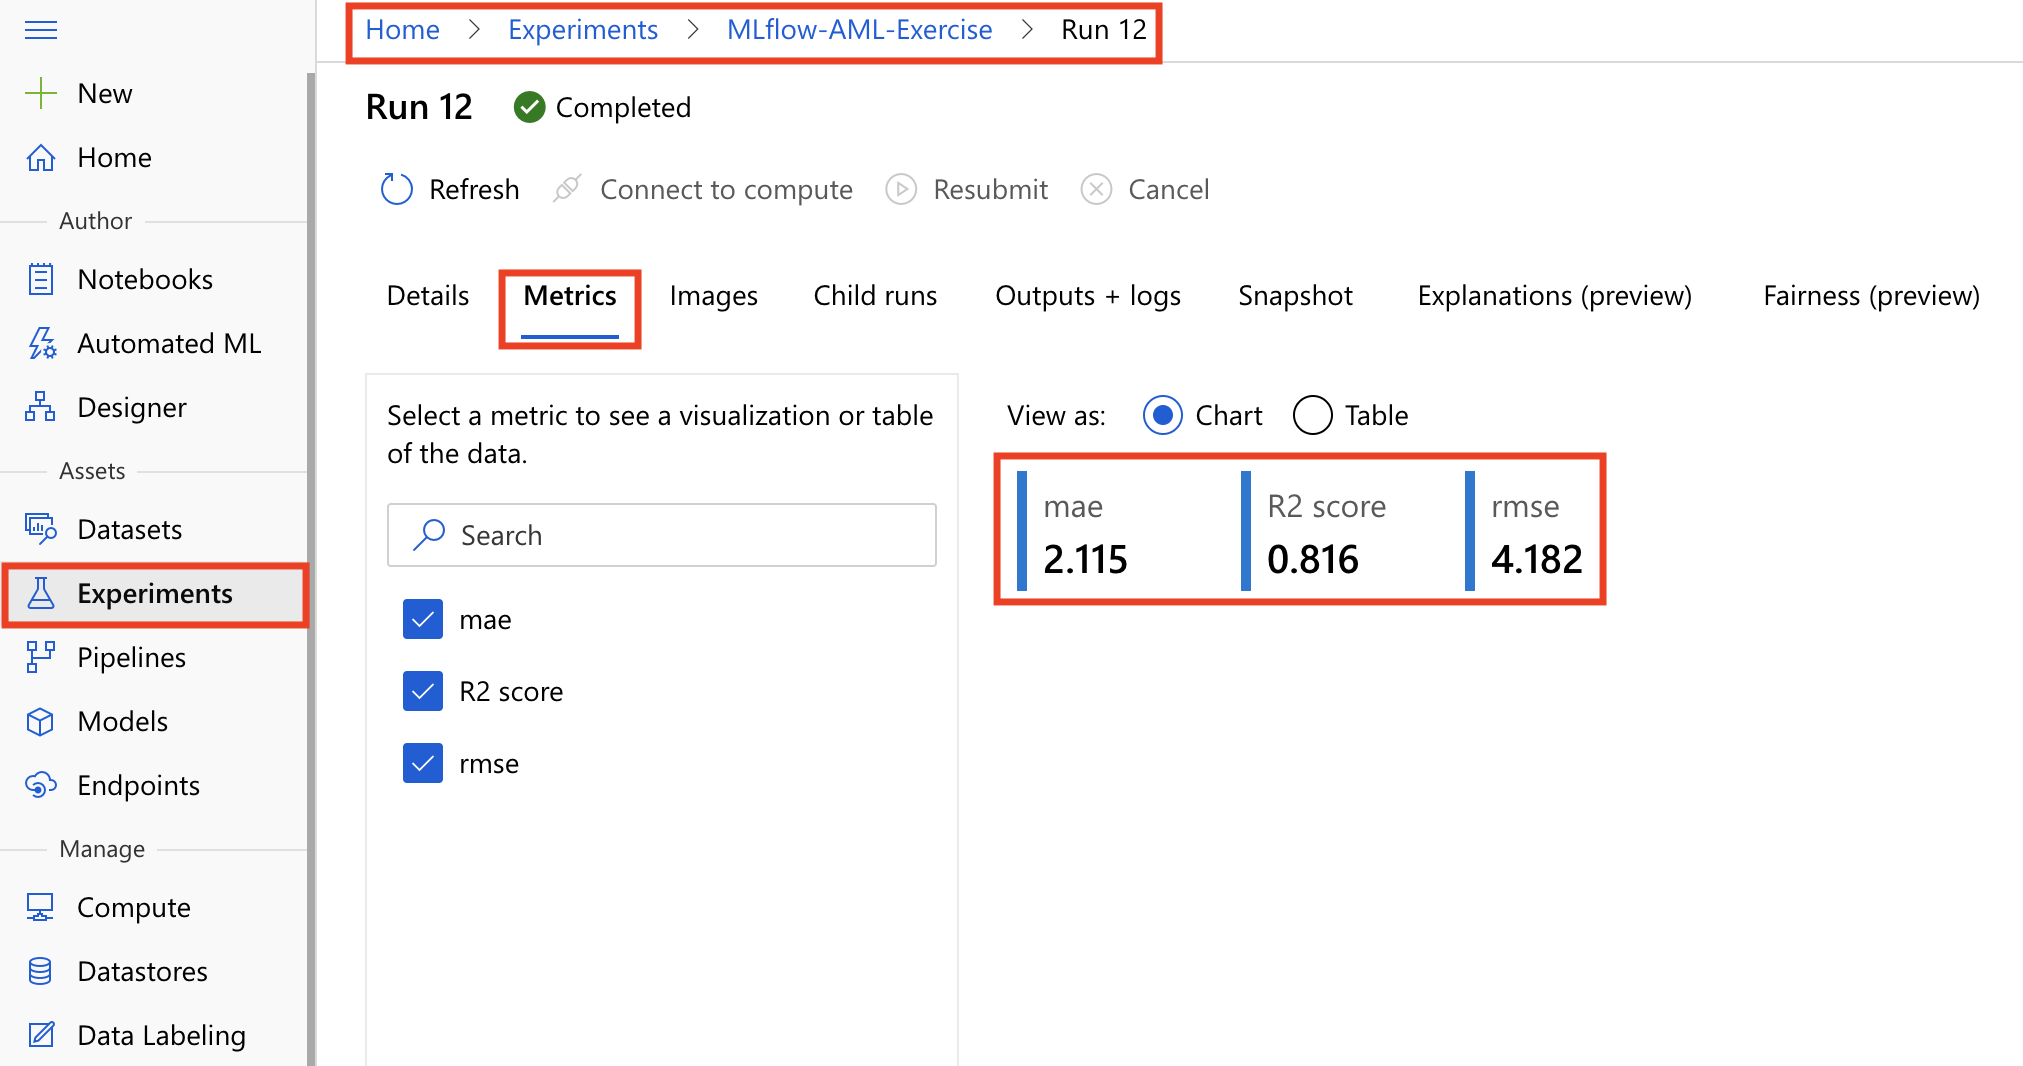 Home > Experiments > MLflow-AML-Exercise > Run 12
New
Home
Author
Notebooks
Automated ML
Designer
Assets
Datasets
Experiments
Pipelines
Models
Endpoints
Manage
Compute
Datastores
Data Labeling
Run 12 Completed
Refresh Connect to compute Resubmit Cancel
Details Metrics Images Child runs Outputs + logs Snapshot Explanations (preview) Fairness (preview)
Select a metric to see a visualization or table
of the data.
Search
mae
R2 score
rmse
View as: Chart Table
mae R2 score rmse
2.115 0.816 4.182